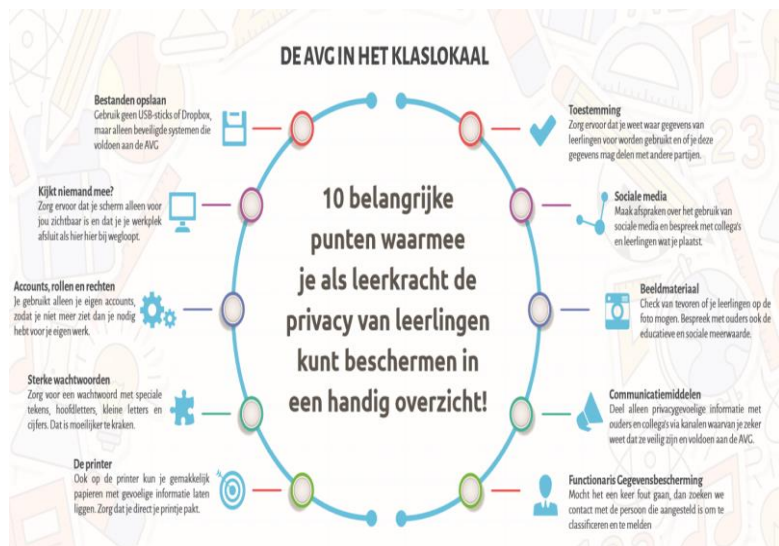 DE AVG IN HET KLASLOKAAL
Bestanden opslaan
Gebruik geen USB-sticks of Dropbox,
maar alleen beveiligde systemen die
voldoen aan de AVG
Kijkt niemand mee?
Zorg ervoor dat je scherm alleen voor
jou zichtbaar is en dat je je werkplek
afsluit als hier hier bij wegloopt.
Accounts, rollen en rechten
Je gebruikt alleen je eigen accounts,
zodat je niet meer ziet dan je nodig
hebt voor je eigen werk.
Sterke wachtwoorden
Zorg voor een wachtwoord met speciale
tekens, hoofdletters, kleine letters en
cijfers. Dat is moeilijker te kraken.
De printer
Ook op de printer kun je gemakkelijk
papieren met gevoelige informatie laten
liggen. Zorg dat je direct je printje pakt.
10 belangrijke
punten waarmee
je als leerkracht de
privacy van leerlingen
kunt beschermen in
een handig overzicht!
Toestemming
Zorg ervoor dat je weet waar gegevens van
leerlingen voor worden gebruikt en of je deze
gegevens mag delen met andere partijen.
Sociale media
Maak afspraken over het gebruik van
sociale media en bespreek met collega's
en leerlingen wat je plaatst.
Beeldmateriaal
Check van tevoren of je leerlingen op de
foto mogen. Bespreek met ouders ook de
educatieve en sociale meerwaarde.
Communicatiemiddelen
Deel alleen privacygevoelige informatie met
ouders en collega's via kanalen waarvan je zeker
weet dat ze veilig zijn en voldoen aan de AVG.
Functionaris Gegevensbescherming
Mocht het een keer fout gaan, dan zoeken we
contact met de persoon die aangesteld is om te
classificeren en te melden